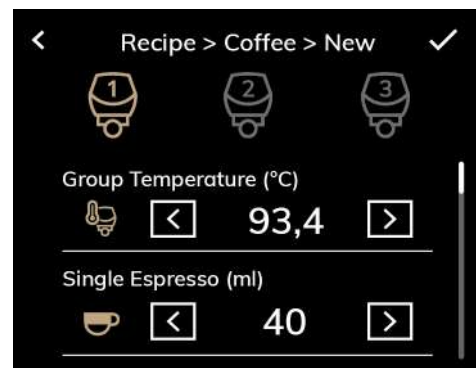 Recipe > Coffee > New
1 2 3
Group Temperature (°C)
93,4
Single Espresso (ml)
40